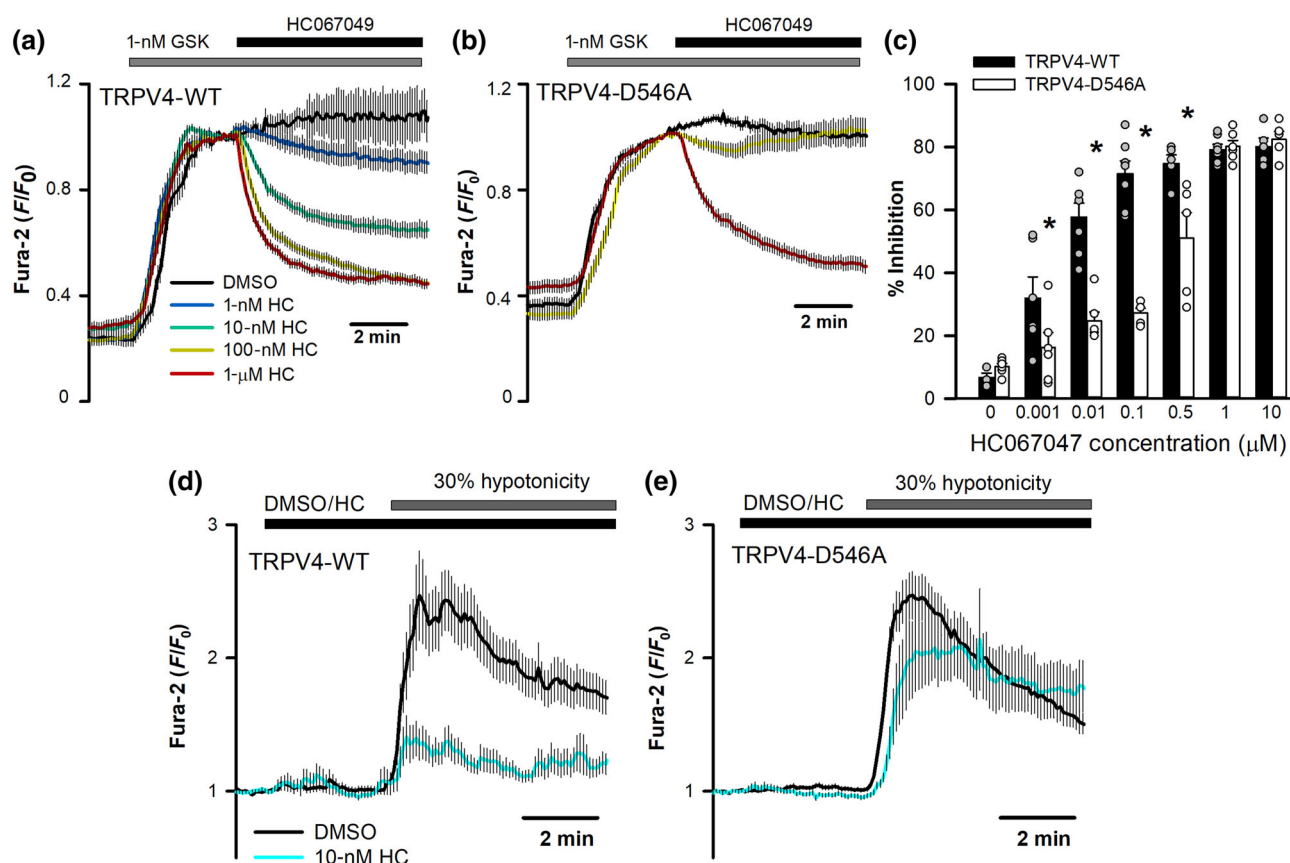 (a)
HC067049
1-nM GSK
TRPV4-WT
Fura-2 (F/F0)
1.2
0.8
0.4
0
DMSO
1-nM HC
10-nM HC
100-nM HC
1-μM HC
2 min
(b)
HC067049
1-nM GSK
TRPV4-D546A
Fura-2 (F/F0)
1.2
0.8
0.4
0
2 min
(c)
TRPV4-WT
TRPV4-D546A
% Inhibition
100
80
60
40
20
0
* * * *
0 0.001 0.01 0.1 0.5 1 10
HC067047 concentration (μM)
(d)
30% hypotonicity
DMSO/HC
TRPV4-WT
Fura-2 (F/F0)
3
2
1
2 min
DMSO
10-nM HC
(e)
30% hypotonicity
DMSO/HC
TRPV4-D546A
Fura-2 (F/F0)
3
2
1
2 min